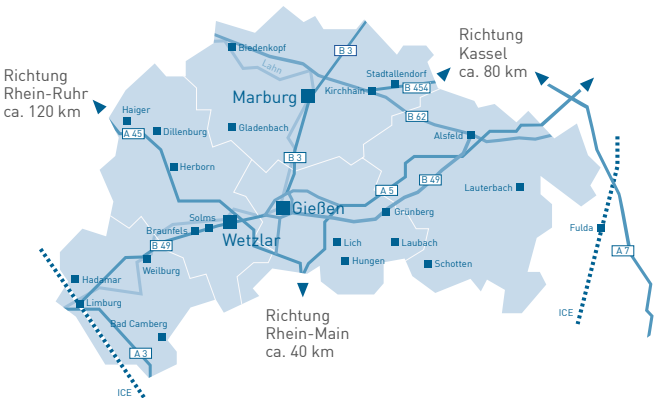 Richtung
Kassel
ca. 80 km
Richtung
Rhein-Ruhr
ca. 120 km
Biedenkopf
B 3
Lahn
Stadtallendorf
B 454
Kirchhain
Marburg
Haiger
B 62
A 45
Dillenburg
Gladenbach
Alsfeld
B 3
Herborn
A 5
B 49
Lauterbach
Gießen
Grünberg
Solms
Braunfels
Wetzlar
Fulda
B 49
Lich
Laubach
A 7
Weilburg
Hungen
Schotten
Hadamar
Limburg
Richtung
Rhein-Main
ca. 40 km
Bad Camberg
ICE
A 3
ICE